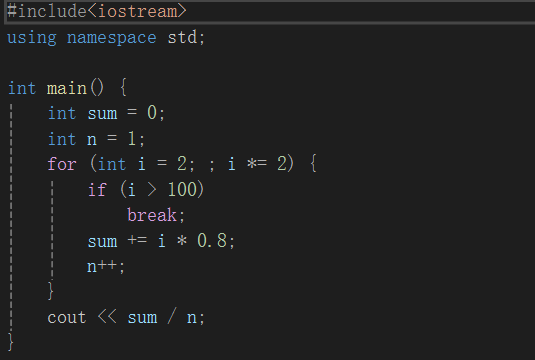 #include<iostream>
using namespace std;
int main() {
int sum = 0;
int n = 1;
for (int i = 2; ; i *= 2) {
if (i > 100)
break;
sum += i * 0.8;
n++;
}
cout << sum / n;
}